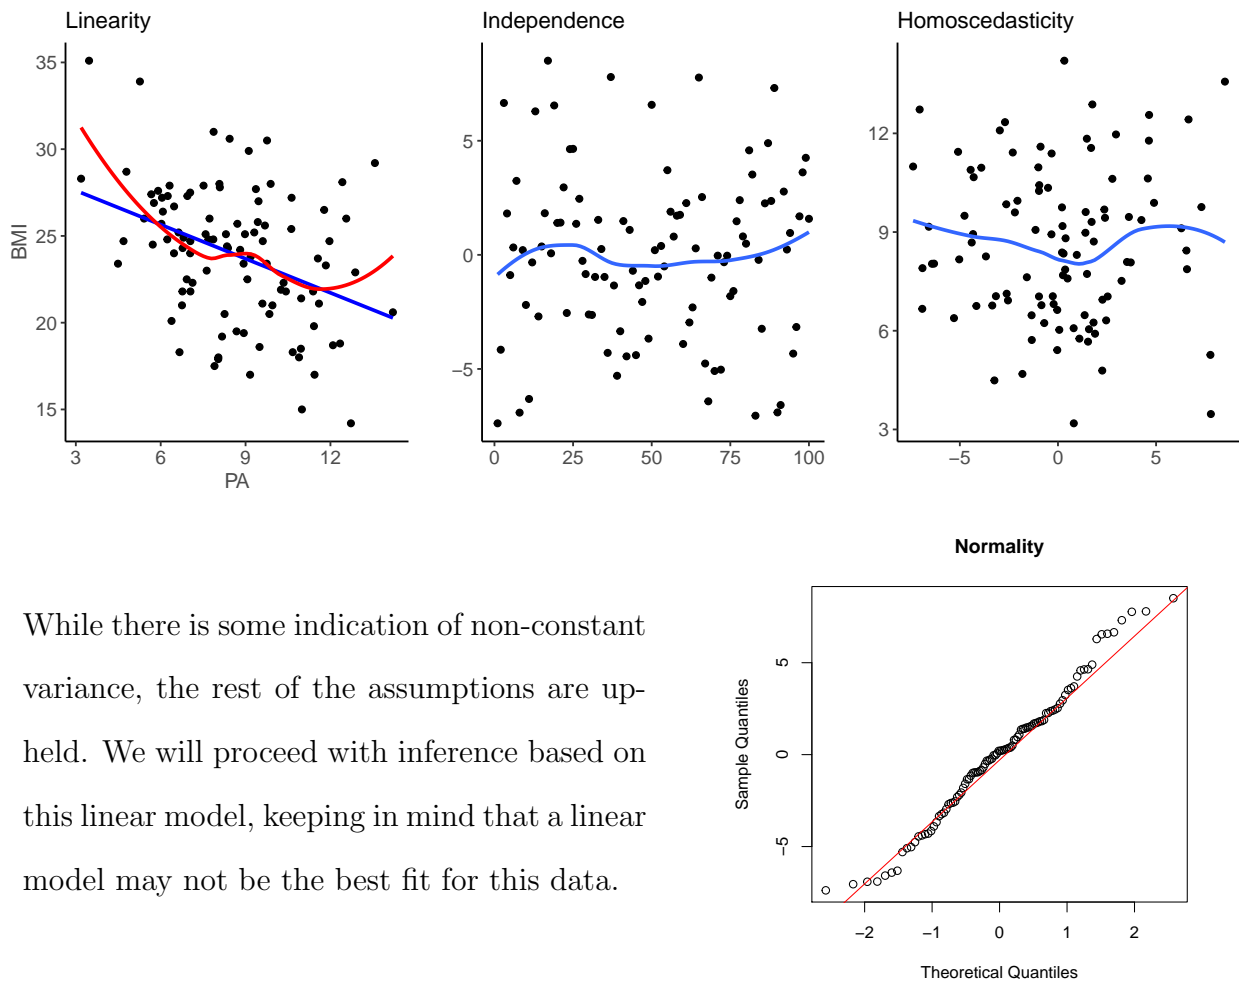 Linearity
Independence
Homoscedasticity
35
30
25
20
15
BMI
3
6
9
12
PA
5
0
−5
0
25
50
75
100
12
9
6
3
−5
0
5
Normality
While there is some indication of non-constant
variance, the rest of the assumptions are up-
held. We will proceed with inference based on
this linear model, keeping in mind that a linear
model may not be the best fit for this data.
5
0
−5
Sample Quantiles
−2
−1
0
1
2
Theoretical Quantiles